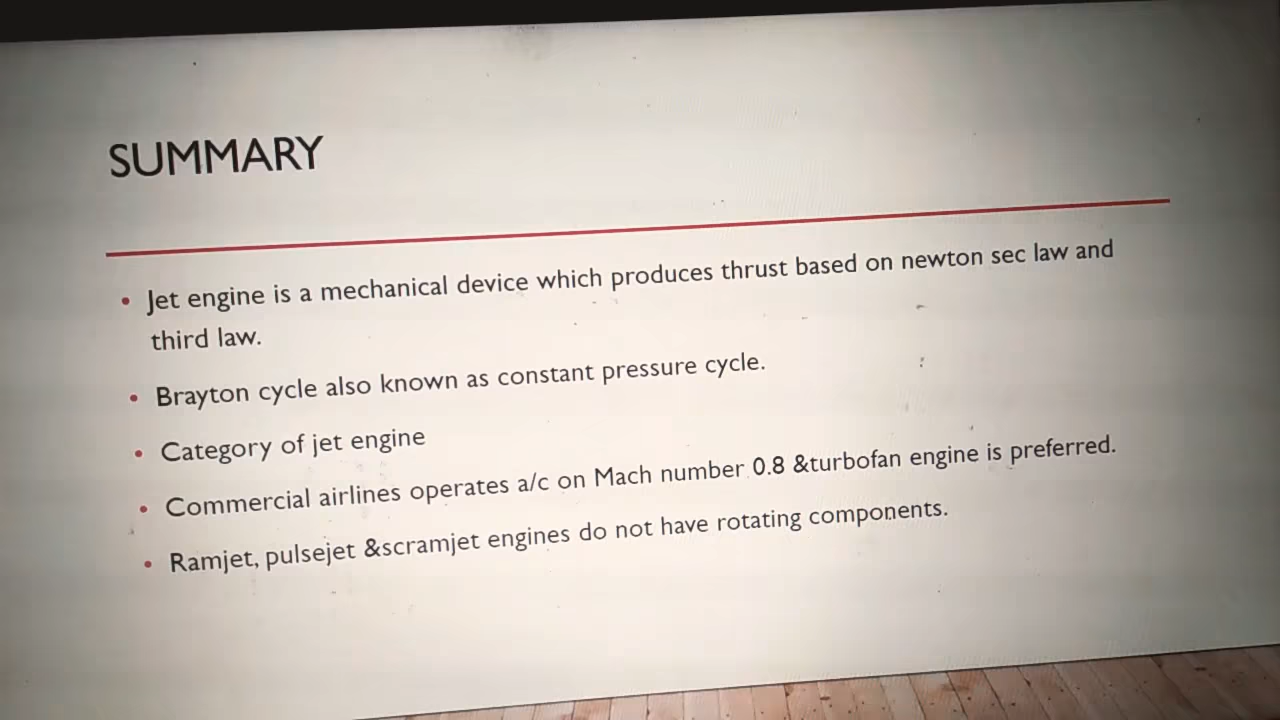 SUMMARY
• Jet engine is a mechanical device which produces thrust based on newton sec law and
third law.
• Brayton cycle also known as constant pressure cycle.
• Category of jet engine
• Commercial airlines operates a/c on Mach number 0.8 &turbofan engine is preferred.
• Ramjet, pulsejet &scramjet engines do not have rotating components.